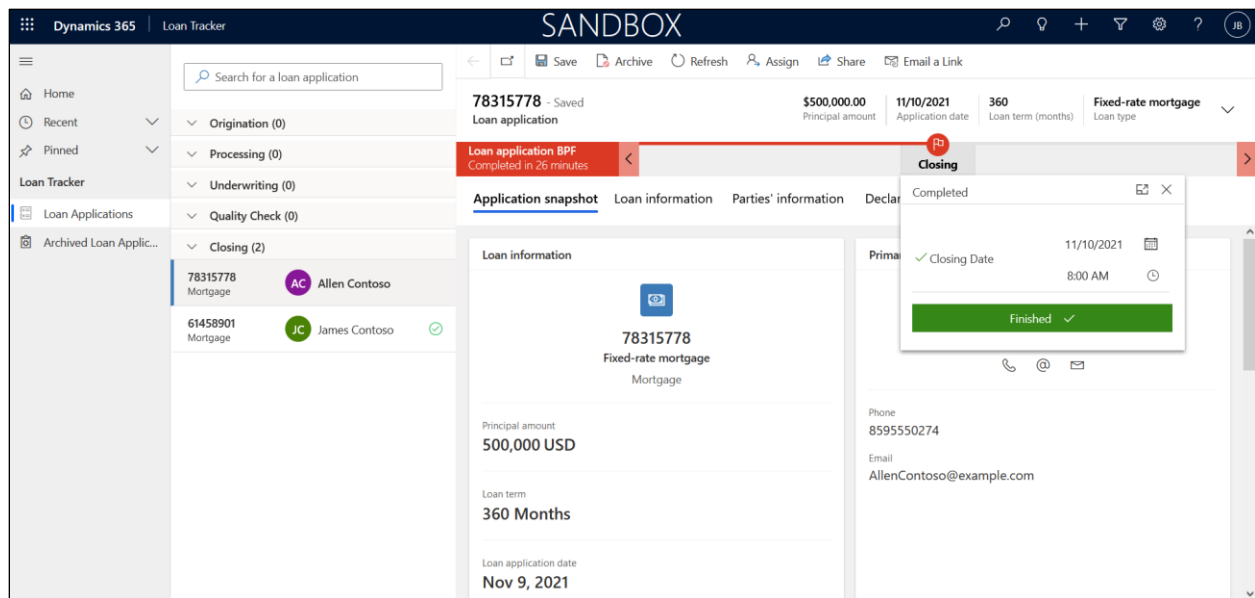 Dynamics 365
Loan Tracker
SANDBOX
?
JB
Home
Recent
Pinned
Loan Tracker
Loan Applications
Archived Loan Applic...
Search for a loan application
Origination (0)
Processing (0)
Underwriting (0)
Quality Check (0)
Closing (2)
78315778
Mortgage
AC
Allen Contoso
61458901
Mortgage
JC
James Contoso
Save
Archive
Refresh
Assign
Share
Email a Link
78315778 - Saved
Loan application
$500,000.00
Principal amount
11/10/2021
Application date
360
Loan term (months)
Fixed-rate mortgage
Loan type
Loan application BPF
Completed in 26 minutes
Closing
Application snapshot
Loan information
Parties' information
Declar
Completed
Closing Date
11/10/2021
8:00 AM
Finished
Loan information
78315778
Fixed-rate mortgage
Mortgage
Principal amount
500,000 USD
Loan term
360 Months
Loan application date
Nov 9, 2021
Prima
@
Phone
8595550274
Email
AllenContoso@example.com